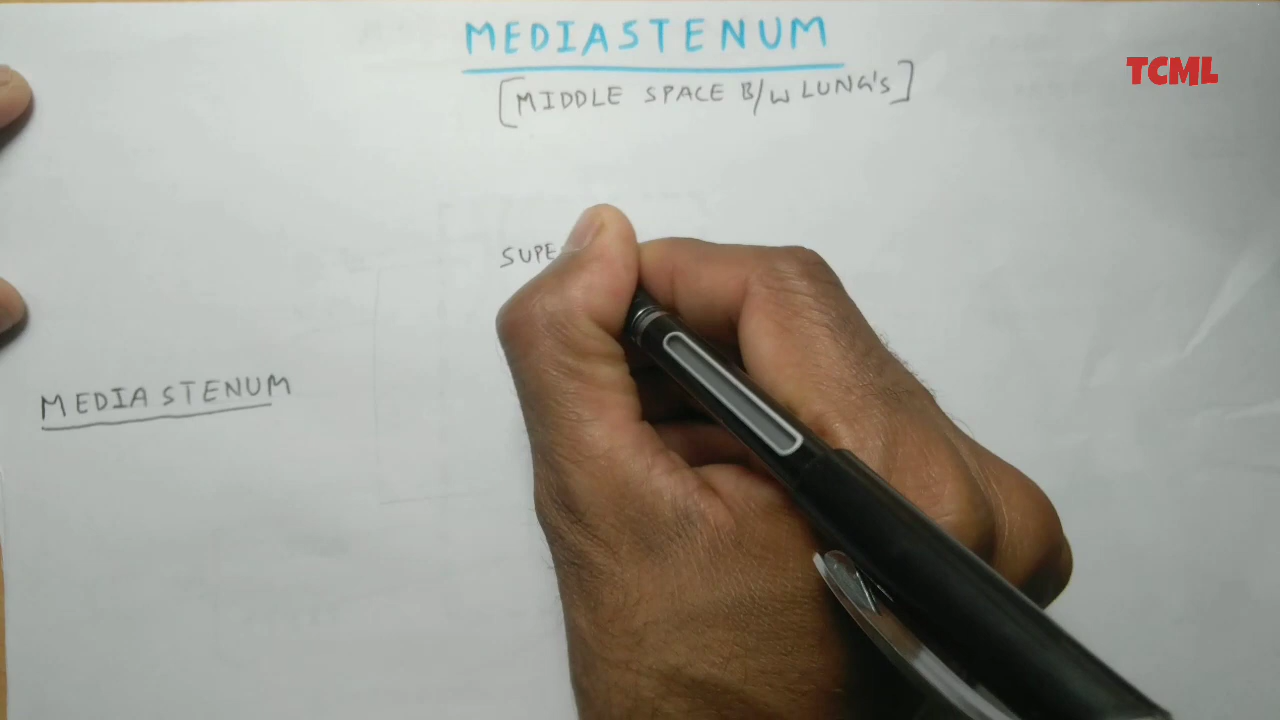 MEDIASTENUM
TCML
[MIDDLE SPACE B/W LUNG'S]
SUPE
MEDIASTENUM